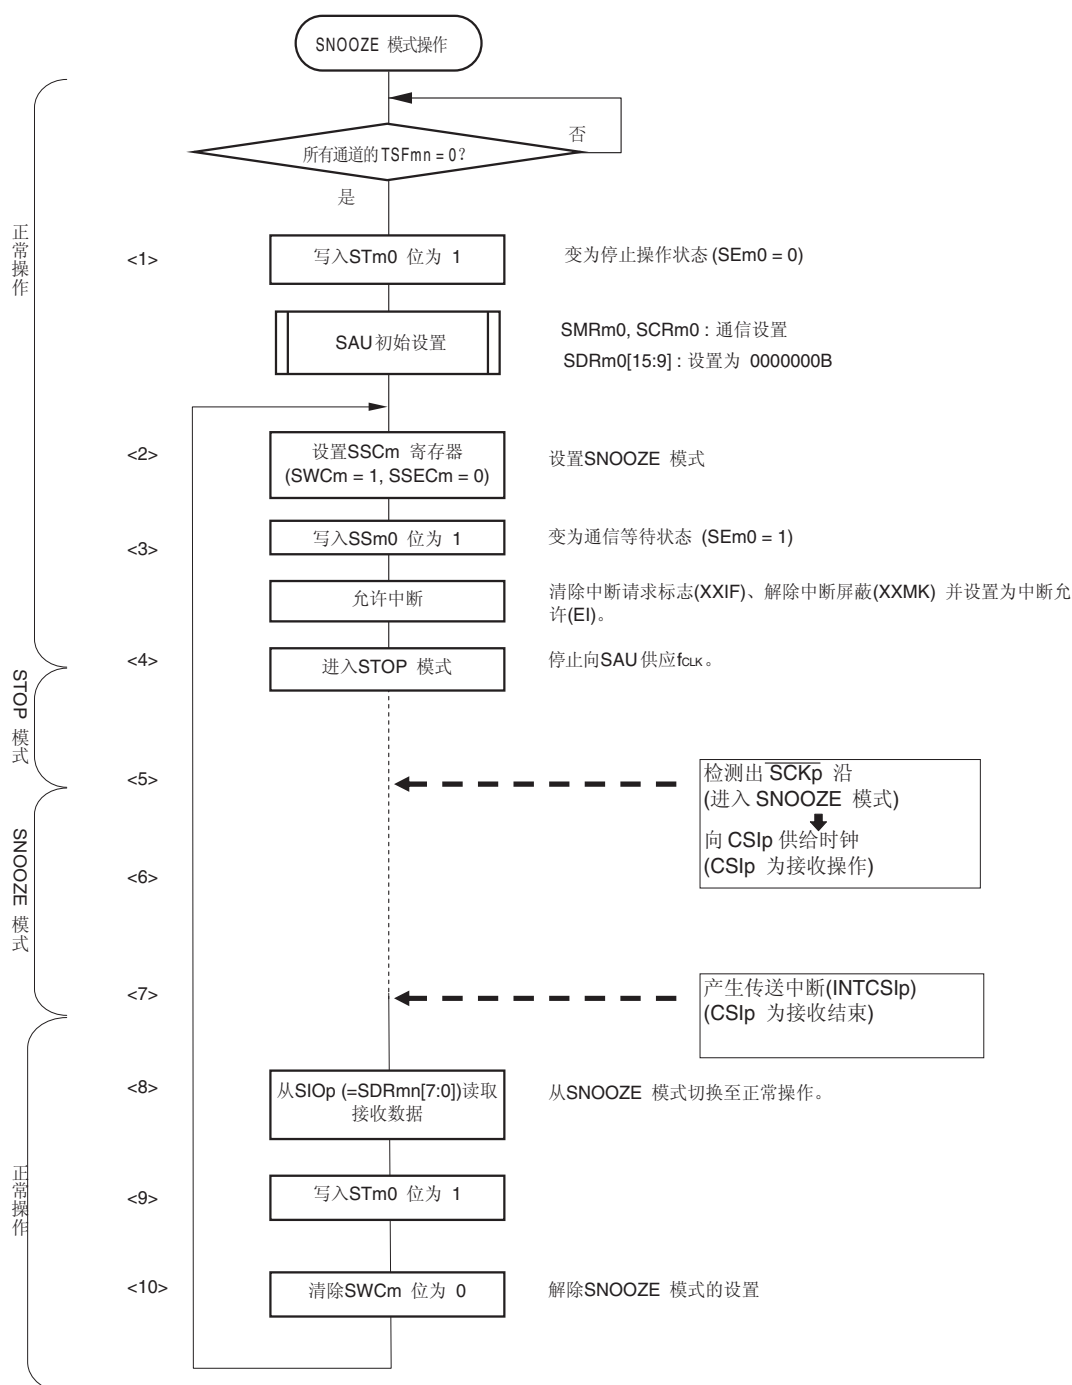 SNOOZE 模式操作
所有通道的TSFmn = 0?
否
是
正常操作
<1>
写入STm0 位为 1
变为停止操作状态 (SEm0 = 0)
SAU初始设置
SMRm0, SCRm0 : 通信设置
SDRm0[15:9] : 设置为 0000000B
<2>
设置SSCm 寄存器
(SWCm = 1, SSECm = 0)
设置SNOOZE 模式
<3>
写入SSm0 位为 1
变为通信等待状态 (SEm0 = 1)
允许中断
清除中断请求标志(XXIF)、解除中断屏蔽(XXMK) 并设置为中断允
许(EI)。
<4>
进入STOP 模式
停止向SAU供应fCLK。
STOP 模式
<5>
检测出 SCKp 沿
(进入 SNOOZE 模式)
向 CSIp 供给时钟
(CSIp 为接收操作)
SNOOZE 模式
<6>
<7>
产生传送中断(INTCSIp)
(CSIp 为接收结束)
<8>
从SIOp (=SDRmn[7:0])读取
接收数据
从SNOOZE 模式切换至正常操作。
正常操作
<9>
写入STm0 位为 1
<10>
清除SWCm 位为 0
解除SNOOZE 模式的设置